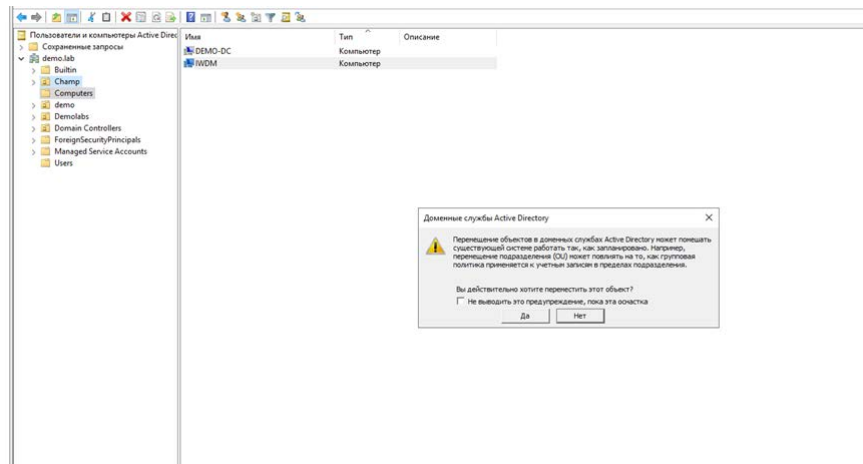 Пользователи и компьютеры Active Direc
Сохраненные запросы
demo.lab
Builtin
Champ
Computers
demo
Demolabs
Domain Controllers
ForeignSecurityPrincipals
Managed Service Accounts
Users
Имя Тип Описание
DEMO-DC Компьютер
IWDM Компьютер
Доменные службы Active Directory
Перемещение объектов в доменных службах Active Directory может помешать
существующей системе работать так, как запланировано. Например,
перемещение подразделения (OU) может повлиять на то, как групповая
политика применяется к учетным записям в пределах подразделения.
Вы действительно хотите переместить этот объект?
Не выводить это предупреждение, пока эта оснастка
Да Нет